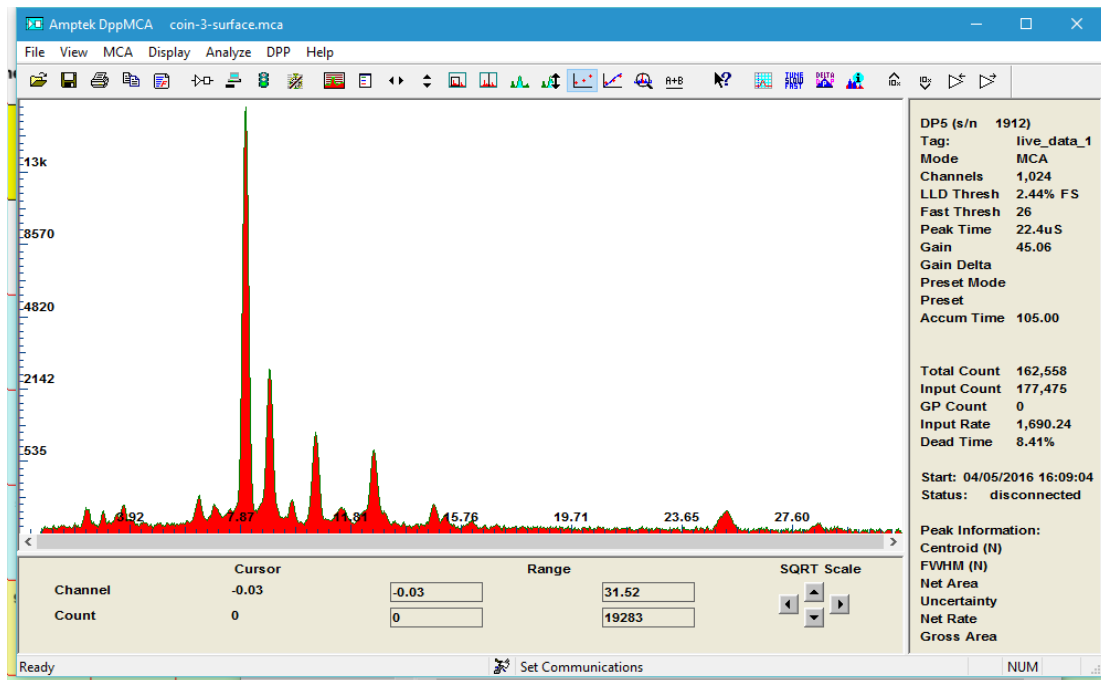 Amptek DppMCA coin-3-surface.mca
File View MCA Display Analyze DPP Help
A+B
DP5 (s/n 1912)
Tag: live_data_1
Mode MCA
Channels 1,024
LLD Thresh 2.44% FS
Fast Thresh 26
Peak Time 22.4uS
Gain 45.06
Gain Delta
Preset Mode
Preset
Accum Time 105.00
Total Count 162,558
Input Count 177,475
GP Count 0
Input Rate 1,690.24
Dead Time 8.41%
Start: 04/05/2016 16:09:04
Status: disconnected
Peak Information:
Centroid (N)
FWHM (N)
Net Area
Uncertainty
Net Rate
Gross Area
13k
8570
4820
2142
535
3.92 7.87 11.81 15.76 19.71 23.65 27.60
Cursor Range SQRT Scale
Channel -0.03 -0.03 31.52
Count 0 0 19283
Ready Set Communications NUM